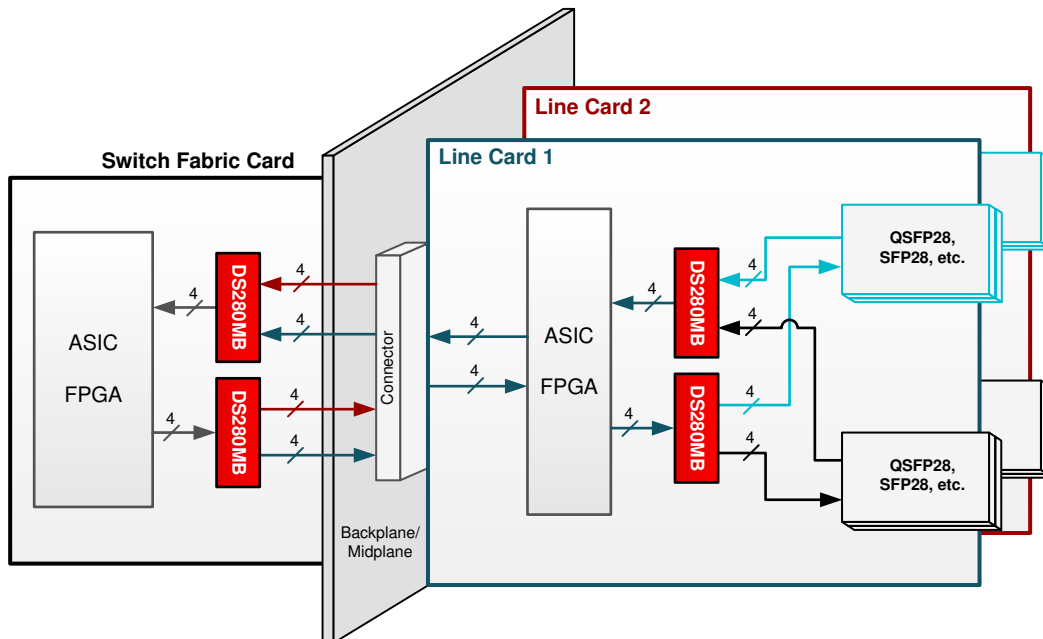 Line Card 2
Switch Fabric Card
Line Card 1
ASIC
FPGA
4
4
DS280MB
4
4
DS280MB
4
4
Connector
Backplane/
Midplane
4
4
ASIC
FPGA
4
4
DS280MB
4
4
DS280MB
4
4
QSFP28,
SFP28, etc.
QSFP28,
SFP28, etc.